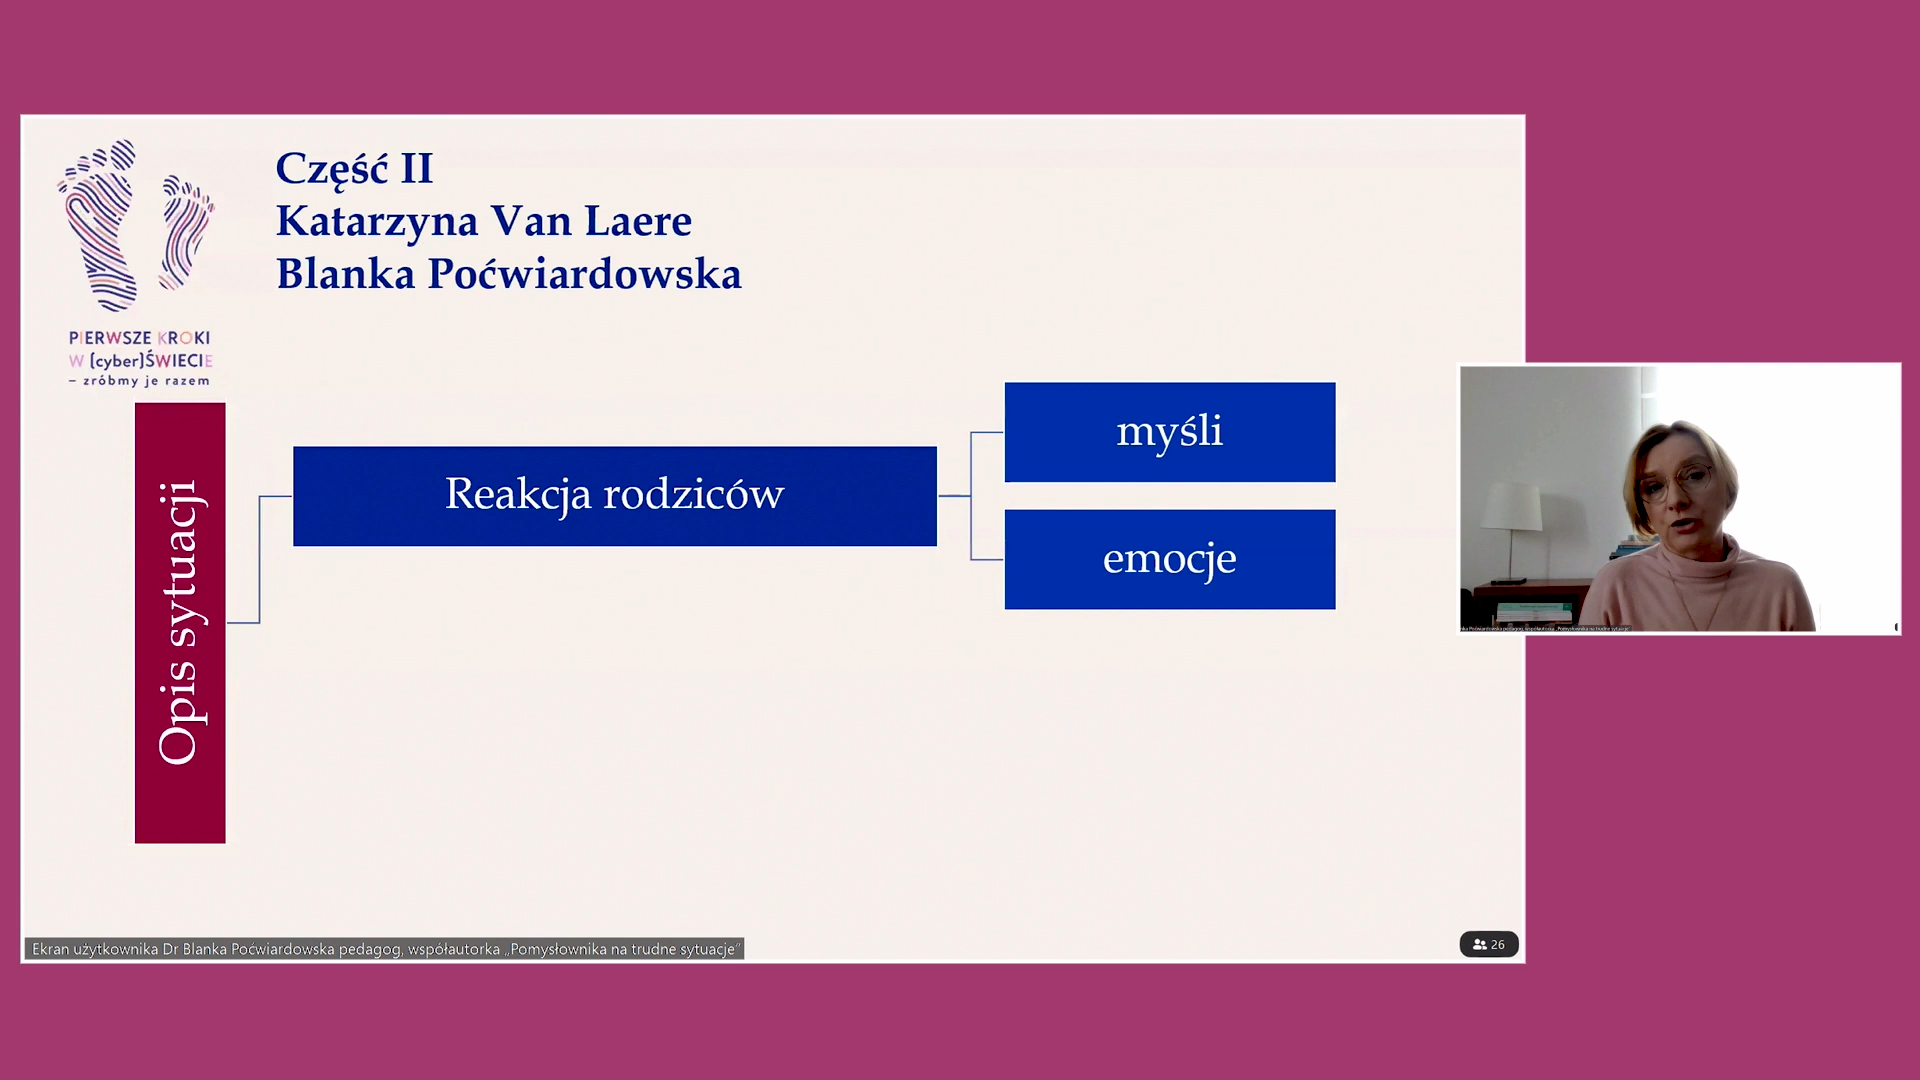 Część II
Katarzyna Van Laere
Blanka Poćwiardowska
PIERWSZE KROKI
W [cyber]ŚWIECIE
– zróbmy je razem
Opis sytuacji
Reakcja rodziców
myśli
emocje
Ekran użytkownika Dr Blanka Poćwiardowska pedagog, współautorka „Pomysłownika na trudne sytuacje"
26